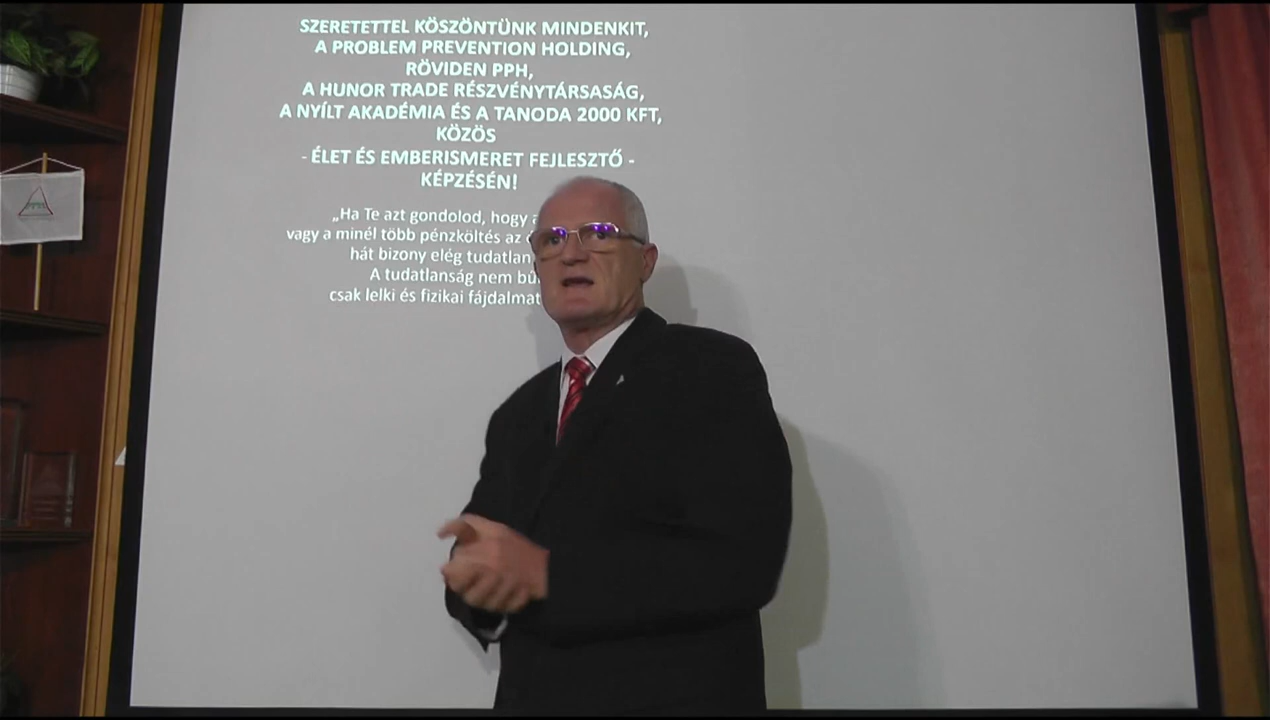 SZERETETTEL KÖSZÖNTÜNK MINDENKIT,
A PROBLEM PREVENTION HOLDING,
RÖVIDEN PPH,
A HUNOR TRADE RÉSZVÉNYTÁRSASÁG,
A NYÍLT AKADÉMIA ÉS A TANODA 2000 KFT,
KÖZÖS
- ÉLET ÉS EMBERISMERET FEJLESZTŐ -
KÉPZÉSÉN!
„Ha Te azt gondolod, hogy
vagy a minél több pénzköltés az
hát bizony elég tudatlan
A tudatlanság nem
csak lelki és fizikai fájdalmat